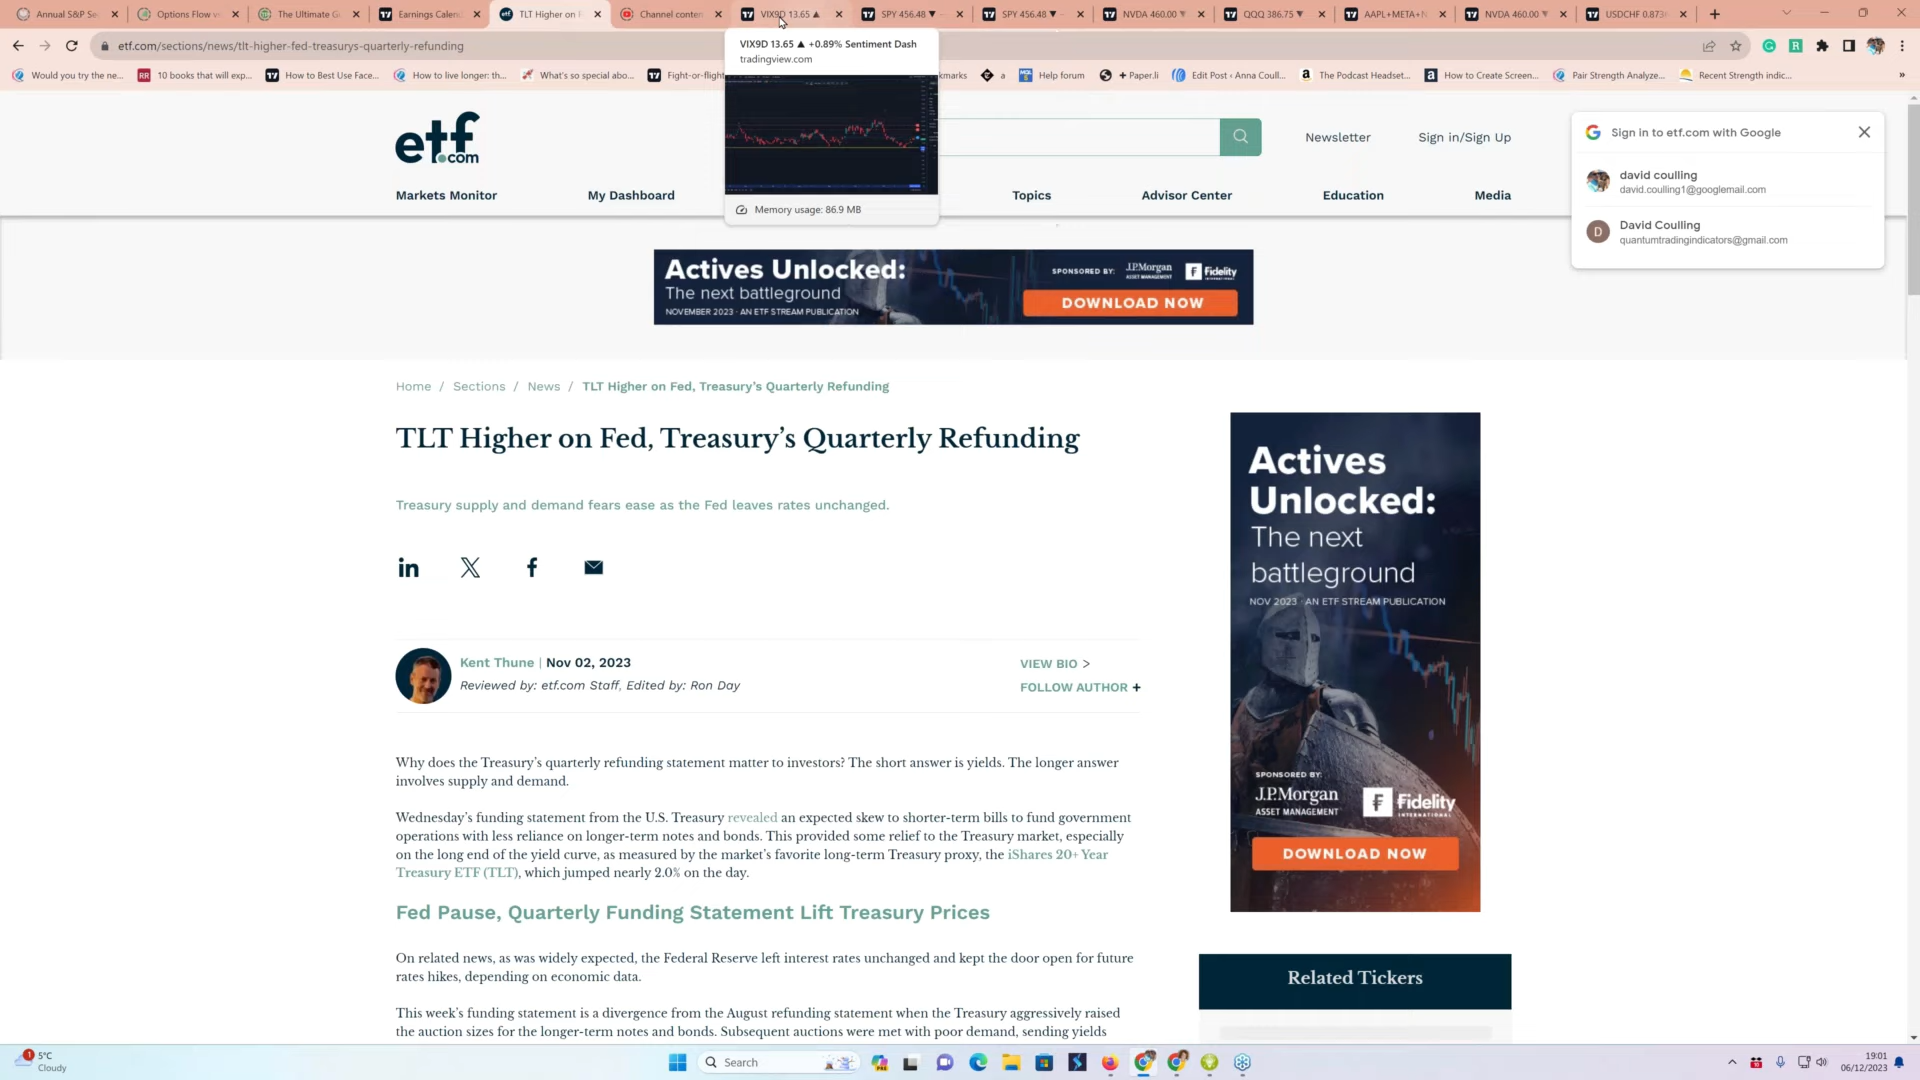 Annual S&P Se
Options Flow v
The Ultimate G
Earnings Calen
TLT Higher on F
Channel conten
VIX9D 13.65 ▲
SPY 456.48 ▼
SPY 456.48 ▼
NVDA 460.00 ▼
QQQ 386.75 ▼
AAPL+META+N
NVDA 460.00 ▼
USDCHF 0.873
etf.com/sections/news/tlt-higher-fed-treasurys-quarterly-refunding
Would you try the ne...
10 books that will exp...
How to Best Use Face...
How to live longer: th...
What's so special abo...
Fight-or-flight
kmarks
a
Help forum
+ Paper.li
Edit Post ‹ Anna Coull...
The Podcast Headset...
How to Create Screen...
Pair Strength Analyze...
Recent Strength indic...
VIX9D 13.65 ▲ +0.89% Sentiment Dash
tradingview.com
Memory usage: 86.9 MB
etf.com
Newsletter
Sign in/Sign Up
Markets Monitor
My Dashboard
Topics
Advisor Center
Education
Media
Sign in to etf.com with Google
david coulling
david.coulling1@googlemail.com
D
David Coulling
quantumtradingindicators@gmail.com
Actives Unlocked:
The next battleground
NOVEMBER 2023 · AN ETF STREAM PUBLICATION
SPONSORED BY:
J.P.Morgan
ASSET MANAGEMENT
Fidelity
INTERNATIONAL
DOWNLOAD NOW
Home / Sections / News / TLT Higher on Fed, Treasury’s Quarterly Refunding
TLT Higher on Fed, Treasury’s Quarterly Refunding
Treasury supply and demand fears ease as the Fed leaves rates unchanged.
Kent Thune | Nov 02, 2023
Reviewed by: etf.com Staff, Edited by: Ron Day
VIEW BIO >
FOLLOW AUTHOR +
Why does the Treasury’s quarterly refunding statement matter to investors? The short answer is yields. The longer answer
involves supply and demand.
Wednesday’s funding statement from the U.S. Treasury revealed an expected skew to shorter-term bills to fund government
operations with less reliance on longer-term notes and bonds. This provided some relief to the Treasury market, especially
on the long end of the yield curve, as measured by the market’s favorite long-term Treasury proxy, the iShares 20+ Year
Treasury ETF (TLT), which jumped nearly 2.0% on the day.
Fed Pause, Quarterly Funding Statement Lift Treasury Prices
On related news, as was widely expected, the Federal Reserve left interest rates unchanged and kept the door open for future
rates hikes, depending on economic data.
This week’s funding statement is a divergence from the August refunding statement when the Treasury aggressively raised
the auction sizes for the longer-term notes and bonds. Subsequent auctions were met with poor demand, sending yields
Actives
Unlocked:
The next
battleground
NOV 2023 · AN ETF STREAM PUBLICATION
SPONSORED BY:
J.P.Morgan
ASSET MANAGEMENT
Fidelity
INTERNATIONAL
DOWNLOAD NOW
Related Tickers
1
5°C
Cloudy
Search
19:01
06/12/2023